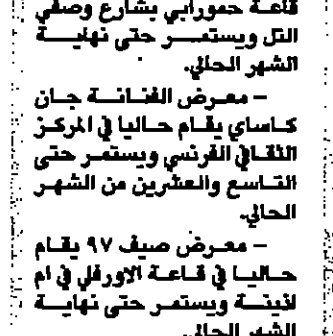 قاعة حمورابي بشارع وصفي
التل ويستمر حتى نهاية
الشهر الحالي.
– معرض الفنانة جان
كاساي يقام حاليا في المركز
الثقافي الفرنسي ويستمر حتى
التاسع والعشرين من الشهر
الحالي.
– معرض صيف ٩٧ يقام
حاليا في قاعة الاورفلي في ام
اذينة ويستمر حتى نهاية
الشهر الحالي.